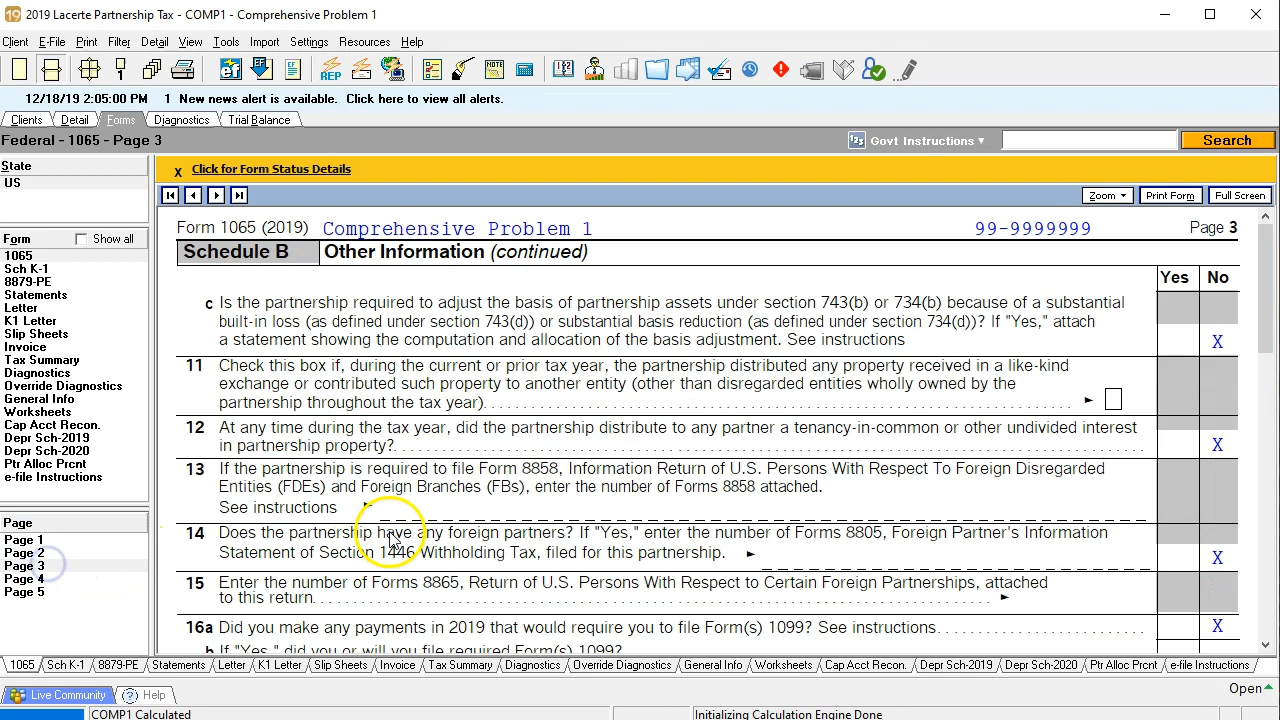 19 2019 Lacerte Partnership Tax - COMP1 - Comprehensive Problem 1
Client E-File Print Filter Detail View Tools Import Settings Resources Help
12/18/19 2:05:00 PM 1 New news alert is available. Click here to view all alerts.
Clients Detail Forms Diagnostics Trial Balance
Federal - 1065 - Page 3
Govt Instructions
Search
State
US
Form Show all
1065
Sch K-1
8879-PE
Statements
Letter
K1 Letter
Slip Sheets
Invoice
Tax Summary
Diagnostics
Override Diagnostics
General Info
Worksheets
Cap Acct Recon.
Depr Sch-2019
Depr Sch-2020
Ptr Alloc Prcnt
e-file Instructions
Page
Page 1
Page 2
Page 3
Page 4
Page 5
X Click for Form Status Details
Zoom Print Form Full Screen
Form 1065 (2019) Comprehensive Problem 1 99-9999999 Page 3
Schedule B Other Information (continued)
Yes No
c Is the partnership required to adjust the basis of partnership assets under section 743(b) or 734(b) because of a substantial
built-in loss (as defined under section 743(d)) or substantial basis reduction (as defined under section 734(d))? If "Yes," attach
a statement showing the computation and allocation of the basis adjustment. See instructions X
11 Check this box if, during the current or prior tax year, the partnership distributed any property received in a like-kind
exchange or contributed such property to another entity (other than disregarded entities wholly owned by the
partnership throughout the tax year)
12 At any time during the tax year, did the partnership distribute to any partner a tenancy-in-common or other undivided interest
in partnership property? X
13 If the partnership is required to file Form 8858, Information Return of U.S. Persons With Respect To Foreign Disregarded
Entities (FDEs) and Foreign Branches (FBs), enter the number of Forms 8858 attached.
See instructions
14 Does the partnership have any foreign partners? If "Yes," enter the number of Forms 8805, Foreign Partner's Information
Statement of Section 1446 Withholding Tax, filed for this partnership. X
15 Enter the number of Forms 8865, Return of U.S. Persons With Respect to Certain Foreign Partnerships, attached
to this return
16a Did you make any payments in 2019 that would require you to file Form(s) 1099? See instructions X
b If "Yes," did you or will you file required Form(s) 1099?
1065 Sch K-1 8879-PE Statements Letter K1 Letter Slip Sheets Invoice Tax Summary Diagnostics Override Diagnostics General Info Worksheets Cap Acct Recon. Depr Sch-2019 Depr Sch-2020 Ptr Alloc Prcnt e-file Instructions
Open
Live Community Help
COMP1 Calculated Initializing Calculation Engine Done